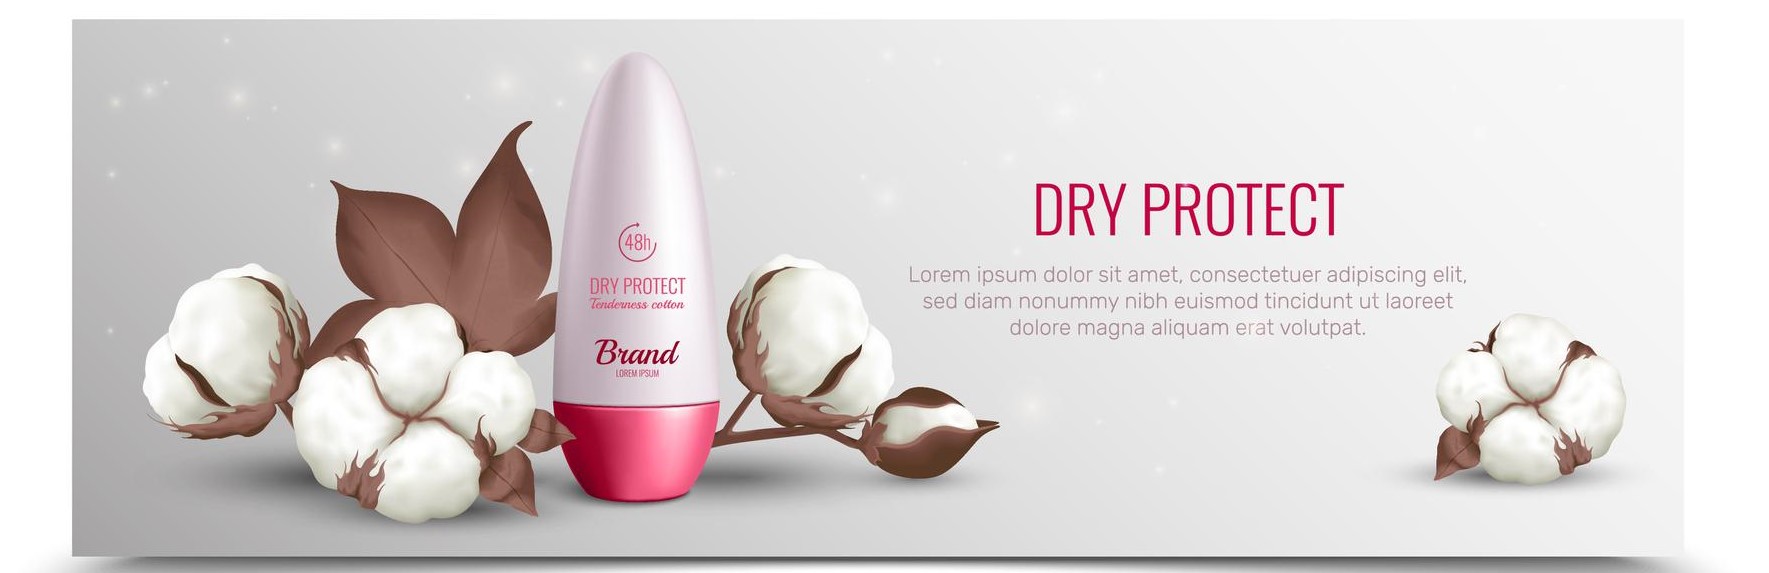 48h
DRY PROTECT
Tenderness cotton
Brand
LOREM IPSUM
DRY PROTECT
Lorem ipsum dolor sit amet, consectetuer adipiscing elit,
sed diam nonummy nibh euismod tincidunt ut laoreet
dolore magna aliquam erat volutpat.